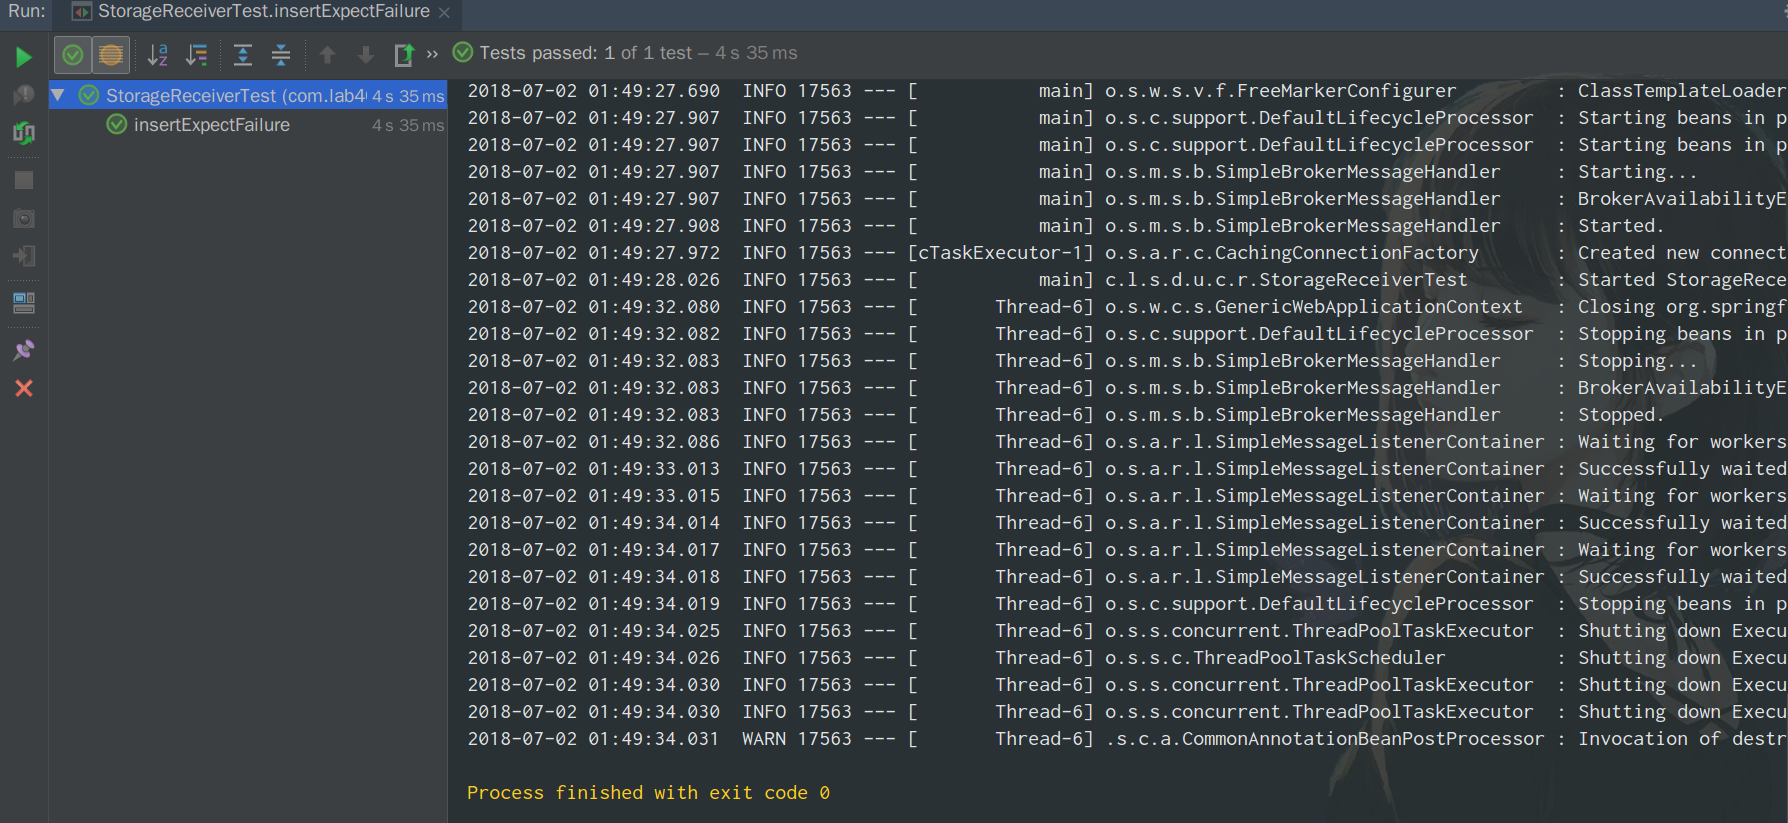 Run: StorageReceiverTest.insertExpectFailure
Tests passed: 1 of 1 test – 4 s 35 ms
StorageReceiverTest (com.lab4 4 s 35 ms
insertExpectFailure 4 s 35 ms
2018-07-02 01:49:27.690  INFO 17563 --- [           main] o.s.w.s.v.f.FreeMarkerConfigurer         : ClassTemplateLoader
2018-07-02 01:49:27.907  INFO 17563 --- [           main] o.s.c.support.DefaultLifecycleProcessor  : Starting beans in p
2018-07-02 01:49:27.907  INFO 17563 --- [           main] o.s.c.support.DefaultLifecycleProcessor  : Starting beans in p
2018-07-02 01:49:27.907  INFO 17563 --- [           main] o.s.m.s.b.SimpleBrokerMessageHandler     : Starting...
2018-07-02 01:49:27.907  INFO 17563 --- [           main] o.s.m.s.b.SimpleBrokerMessageHandler     : BrokerAvailabilityE
2018-07-02 01:49:27.908  INFO 17563 --- [           main] o.s.m.s.b.SimpleBrokerMessageHandler     : Started.
2018-07-02 01:49:27.972  INFO 17563 --- [cTaskExecutor-1] o.s.a.r.c.CachingConnectionFactory       : Created new connect
2018-07-02 01:49:28.026  INFO 17563 --- [           main] c.l.s.d.u.c.r.StorageReceiverTest        : Started StorageRece
2018-07-02 01:49:32.080  INFO 17563 --- [       Thread-6] o.s.w.c.s.GenericWebApplicationContext   : Closing org.springf
2018-07-02 01:49:32.082  INFO 17563 --- [       Thread-6] o.s.c.support.DefaultLifecycleProcessor  : Stopping beans in p
2018-07-02 01:49:32.083  INFO 17563 --- [       Thread-6] o.s.m.s.b.SimpleBrokerMessageHandler     : Stopping...
2018-07-02 01:49:32.083  INFO 17563 --- [       Thread-6] o.s.m.s.b.SimpleBrokerMessageHandler     : BrokerAvailabilityE
2018-07-02 01:49:32.083  INFO 17563 --- [       Thread-6] o.s.m.s.b.SimpleBrokerMessageHandler     : Stopped.
2018-07-02 01:49:32.086  INFO 17563 --- [       Thread-6] o.s.a.r.l.SimpleMessageListenerContainer : Waiting for workers
2018-07-02 01:49:33.013  INFO 17563 --- [       Thread-6] o.s.a.r.l.SimpleMessageListenerContainer : Successfully waited
2018-07-02 01:49:33.015  INFO 17563 --- [       Thread-6] o.s.a.r.l.SimpleMessageListenerContainer : Waiting for workers
2018-07-02 01:49:34.014  INFO 17563 --- [       Thread-6] o.s.a.r.l.SimpleMessageListenerContainer : Successfully waited
2018-07-02 01:49:34.017  INFO 17563 --- [       Thread-6] o.s.a.r.l.SimpleMessageListenerContainer : Waiting for workers
2018-07-02 01:49:34.018  INFO 17563 --- [       Thread-6] o.s.a.r.l.SimpleMessageListenerContainer : Successfully waited
2018-07-02 01:49:34.019  INFO 17563 --- [       Thread-6] o.s.c.support.DefaultLifecycleProcessor  : Stopping beans in p
2018-07-02 01:49:34.025  INFO 17563 --- [       Thread-6] o.s.s.concurrent.ThreadPoolTaskExecutor  : Shutting down Execu
2018-07-02 01:49:34.026  INFO 17563 --- [       Thread-6] o.s.s.c.ThreadPoolTaskScheduler          : Shutting down Execu
2018-07-02 01:49:34.030  INFO 17563 --- [       Thread-6] o.s.s.concurrent.ThreadPoolTaskExecutor  : Shutting down Execu
2018-07-02 01:49:34.030  INFO 17563 --- [       Thread-6] o.s.s.concurrent.ThreadPoolTaskExecutor  : Shutting down Execu
2018-07-02 01:49:34.031  WARN 17563 --- [       Thread-6] .s.c.a.CommonAnnotationBeanPostProcessor : Invocation of destr
Process finished with exit code 0